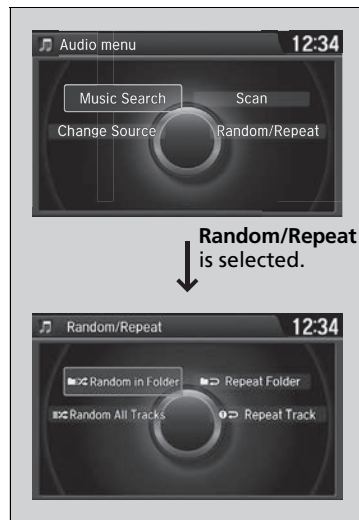 Audio menu 12:34
Music Search Scan
Change Source Random/Repeat
Random/Repeat
is selected.
Random/Repeat 12:34
Random in Folder Repeat Folder
Random All Tracks Repeat Track